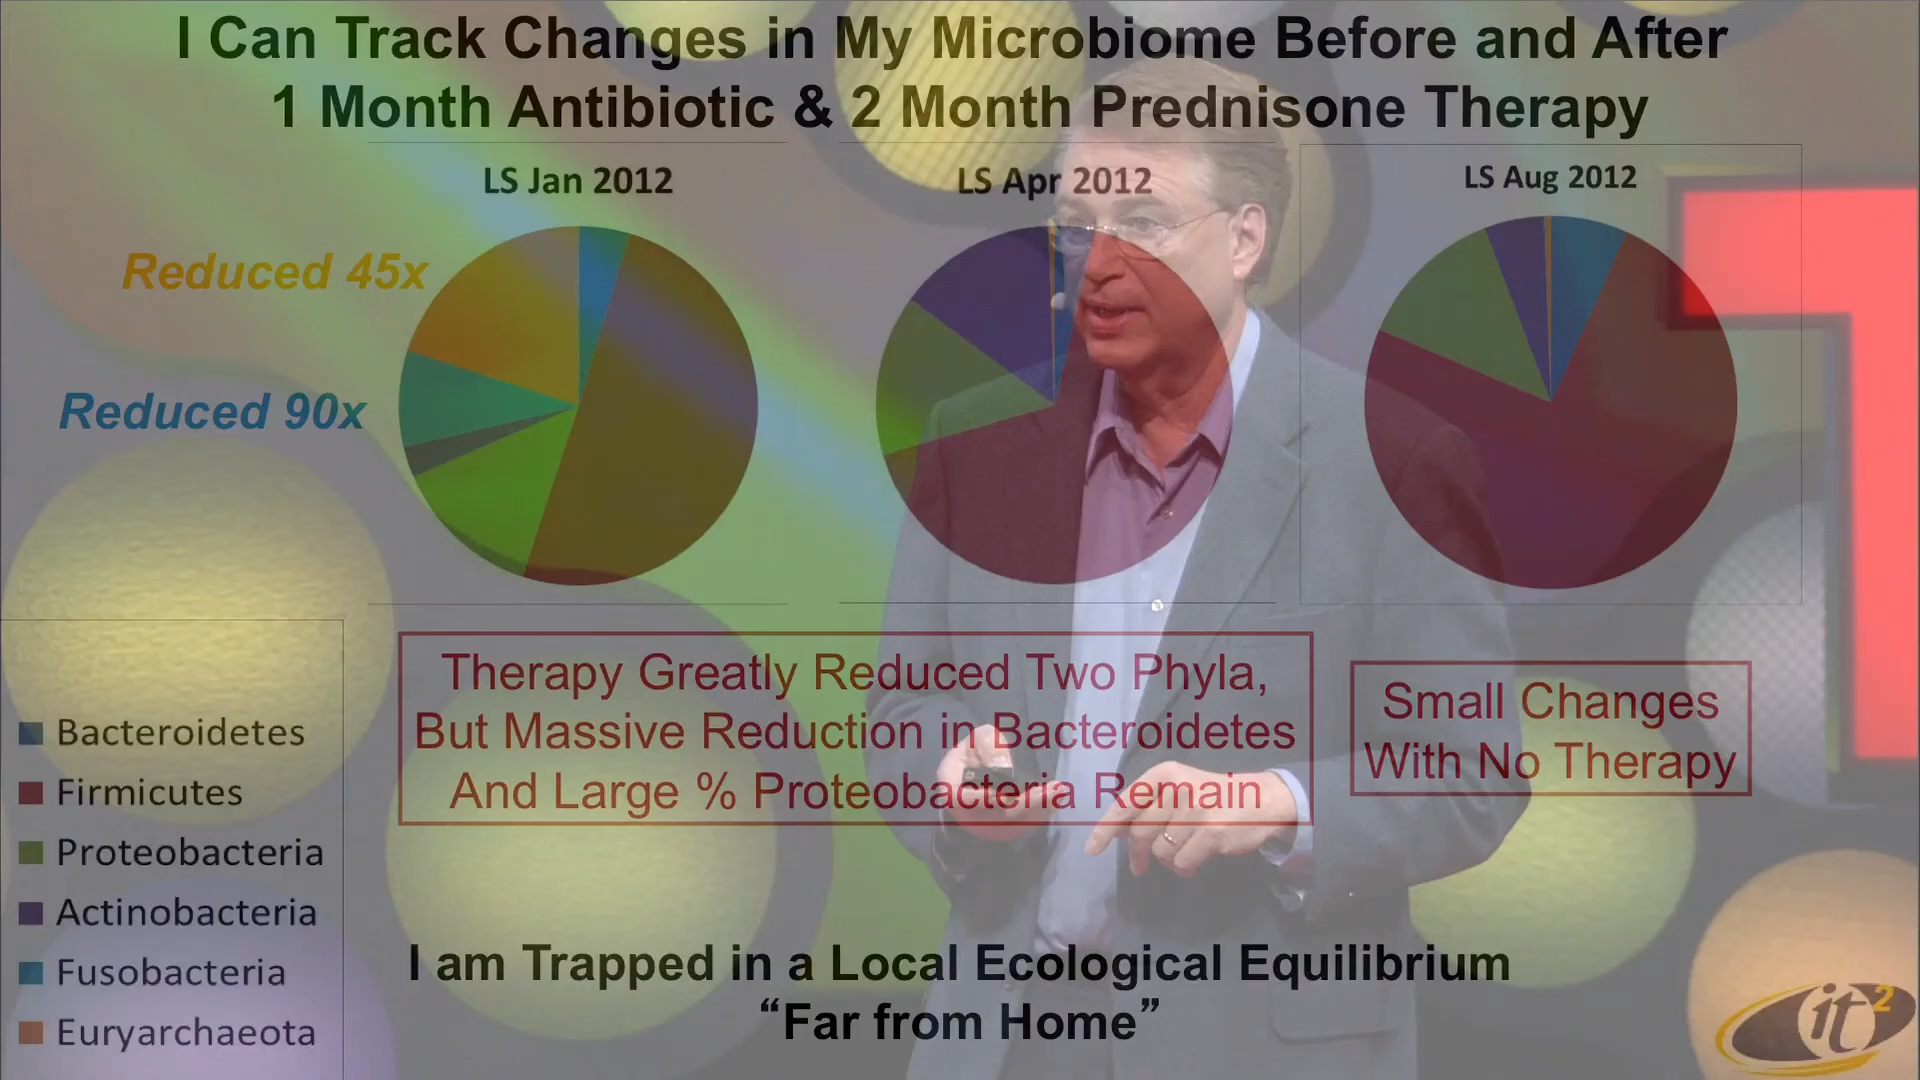 I Can Track Changes in My Microbiome Before and After
1 Month Antibiotic & 2 Month Prednisone Therapy
LS Jan 2012
LS Apr 2012
LS Aug 2012
Reduced 45x
Reduced 90x
Therapy Greatly Reduced Two Phyla,
But Massive Reduction in Bacteroidetes
And Large % Proteobacteria Remain
Small Changes
With No Therapy
Bacteroidetes
Firmicutes
Proteobacteria
Actinobacteria
Fusobacteria
Euryarchaeota
I am Trapped in a Local Ecological Equilibrium
“Far from Home”
it2